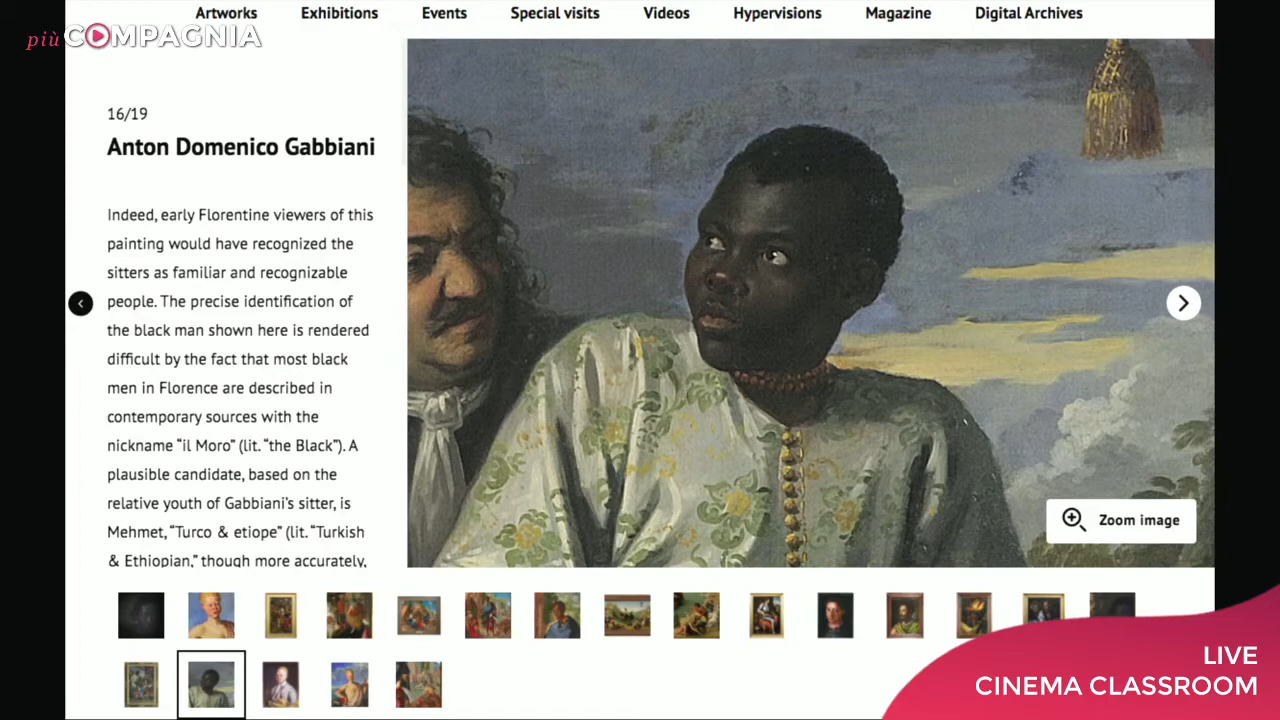 Artworks Exhibitions Events Special visits Videos Hypervisions Magazine Digital Archives
più COMPAGNIA
16/19
Anton Domenico Gabbiani
Indeed, early Florentine viewers of this
painting would have recognized the
sitters as familiar and recognizable
people. The precise identification of
the black man shown here is rendered
difficult by the fact that most black
men in Florence are described in
contemporary sources with the
nickname “il Moro” (lit. “the Black”). A
plausible candidate, based on the
relative youth of Gabbiani’s sitter, is
Mehmet, “Turco & etiope” (lit. “Turkish
& Ethiopian,” though more accurately,
Zoom image
LIVE
CINEMA CLASSROOM